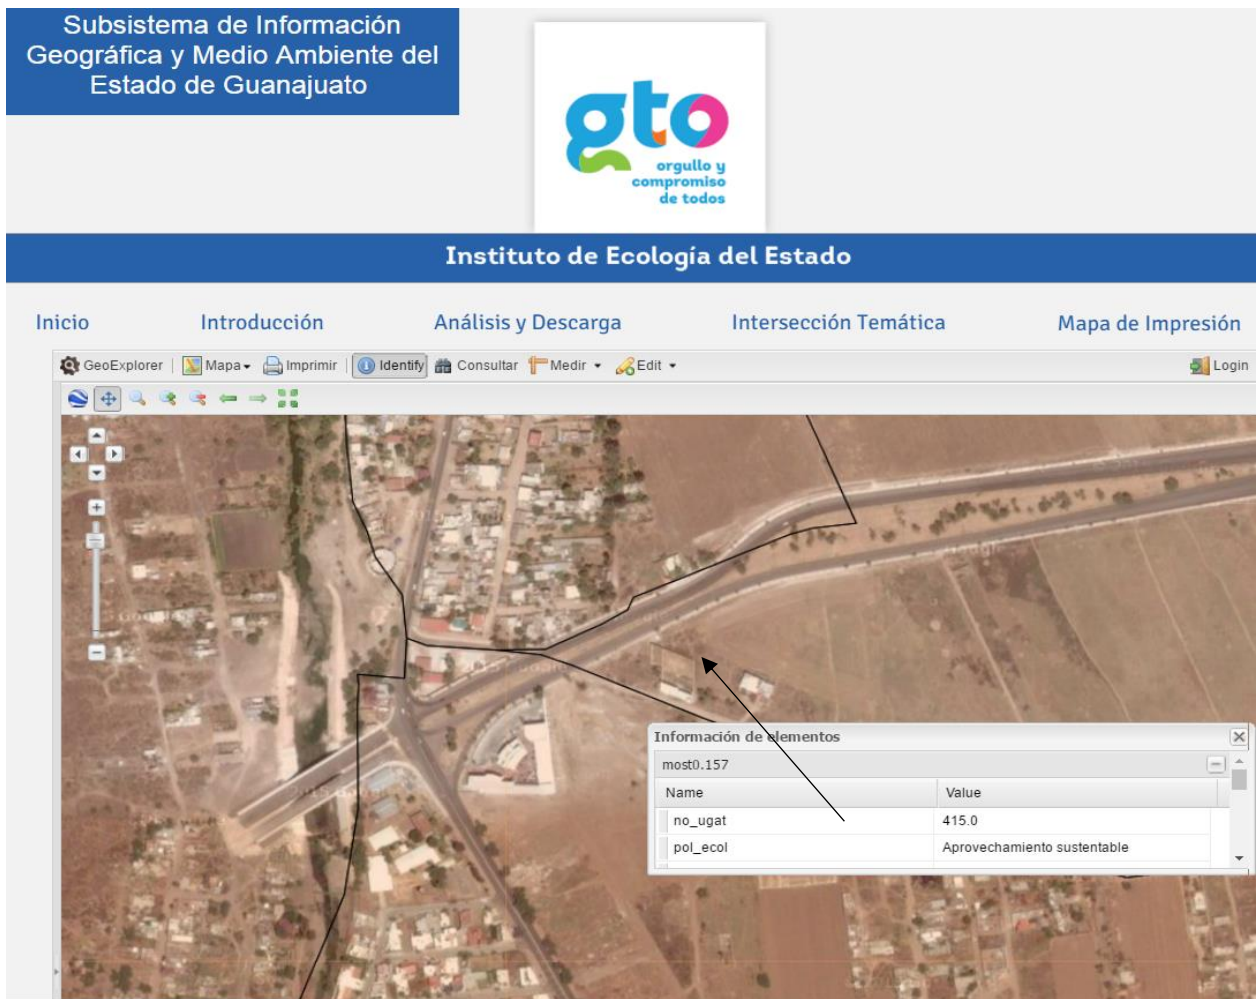 Subsistema de Información
Geográfica y Medio Ambiente del
Estado de Guanajuato
gto
orgullo y
compromiso
de todos
Instituto de Ecología del Estado
Inicio Introducción Análisis y Descarga Intersección Temática Mapa de Impresión
GeoExplorer Mapa Imprimir Identify Consultar Medir Edit Login
Información de elementos
most0.157
Name Value
no_ugat 415.0
pol_ecol Aprovechamiento sustentable